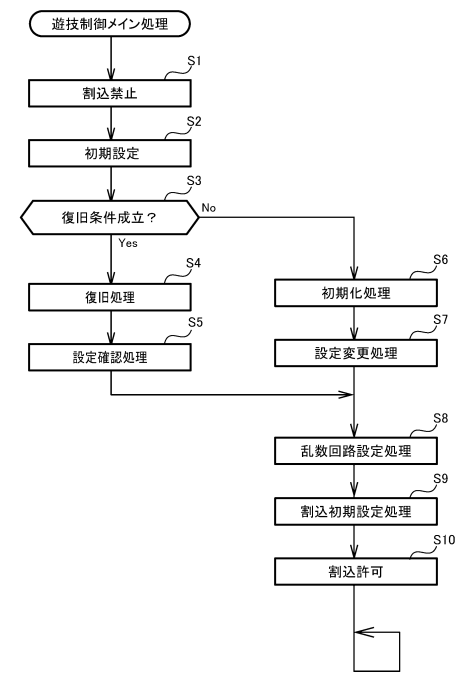 遊技制御メイン処理
S1
割込禁止
S2
初期設定
S3
復旧条件成立？
No
Yes
S4
復旧処理
S5
設定確認処理
S6
初期化処理
S7
設定変更処理
S8
乱数回路設定処理
S9
割込初期設定処理
S10
割込許可